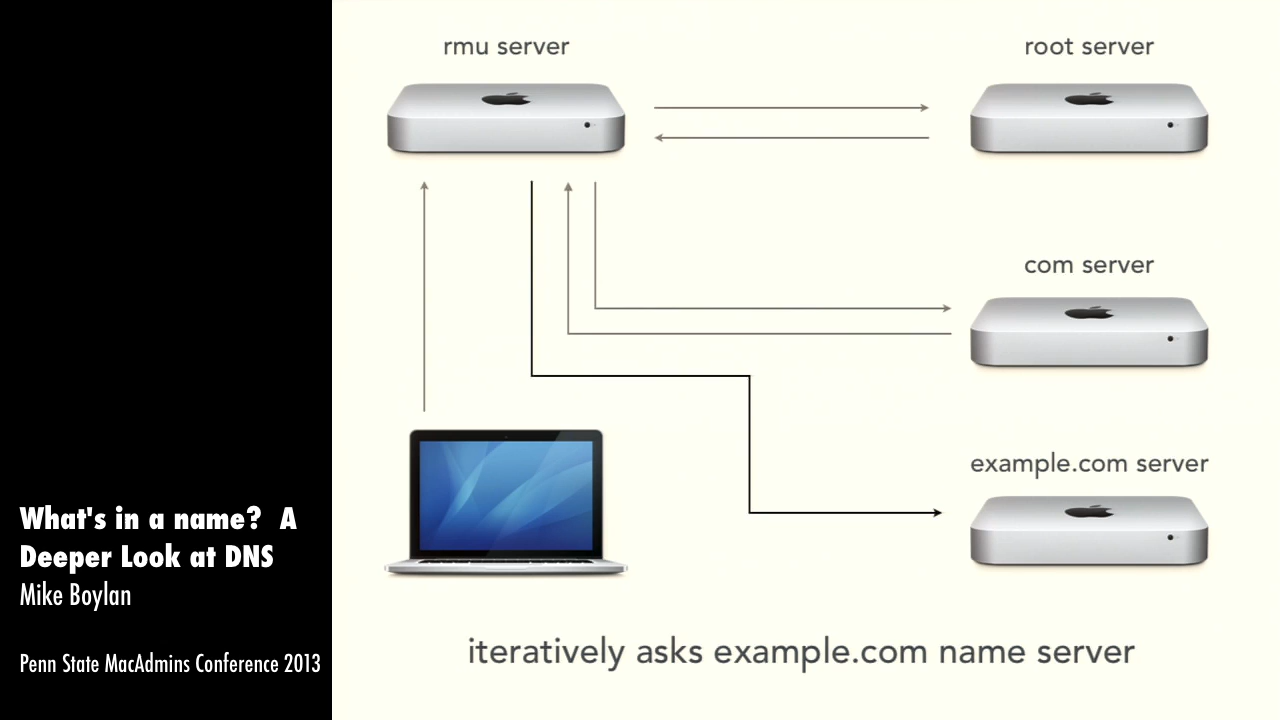 rmu server
root server
com server
example.com server
iteratively asks example.com name server
What's in a name?  A
Deeper Look at DNS
Mike Boylan
Penn State MacAdmins Conference 2013